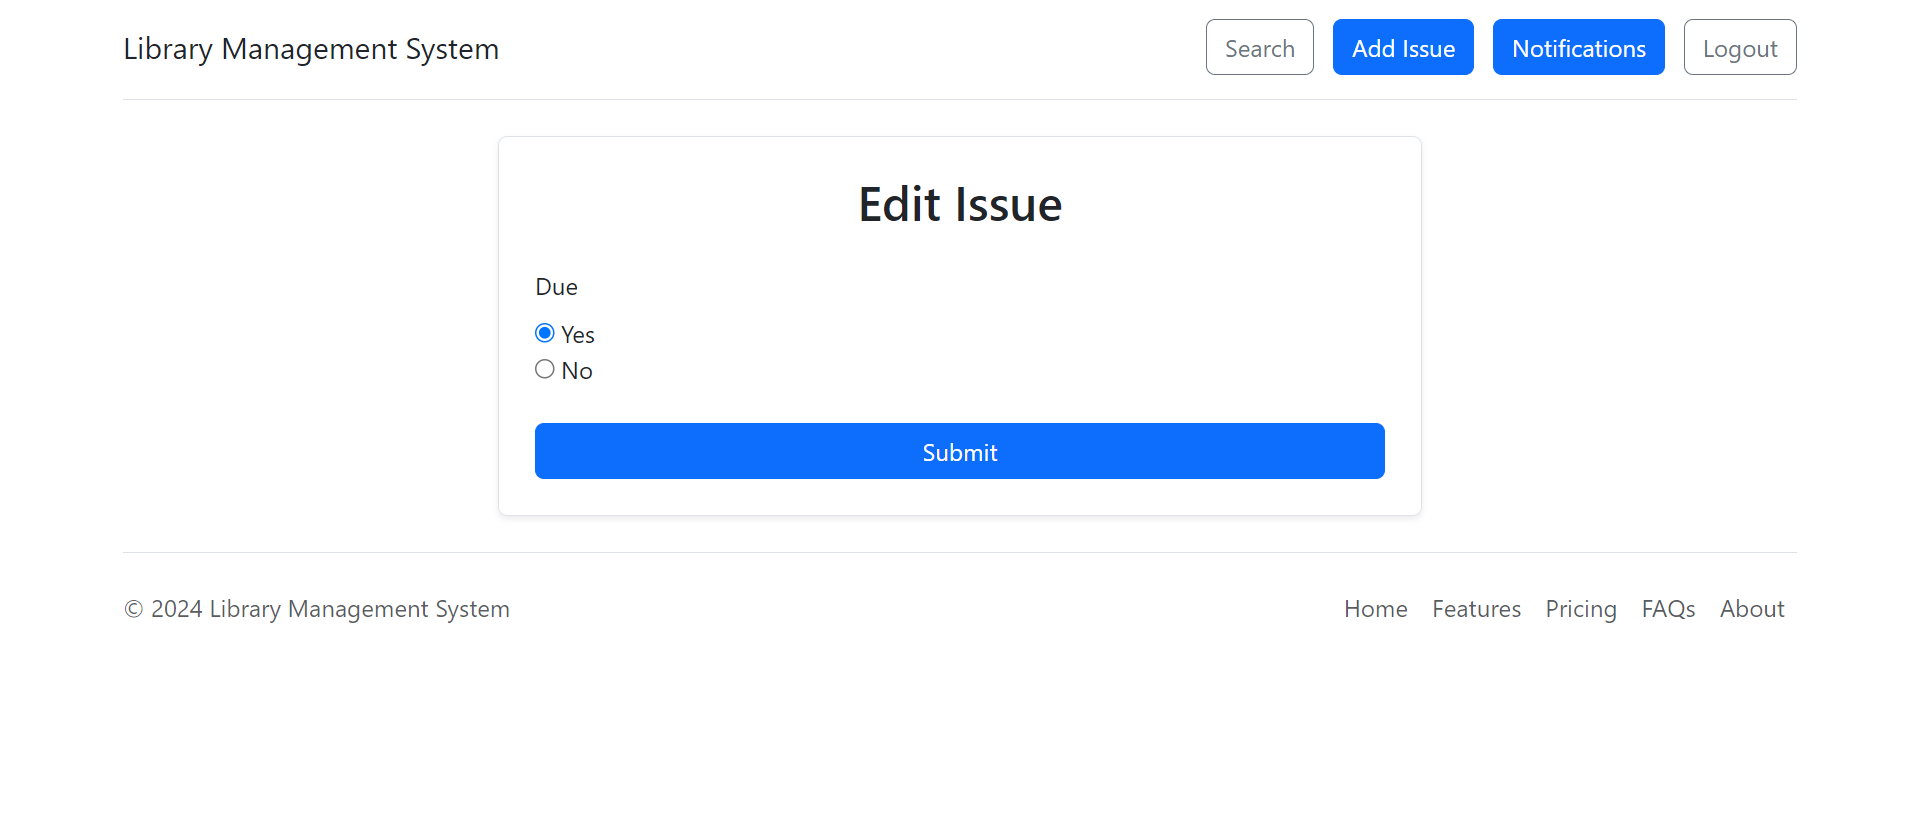 Library Management System
Search
Add Issue
Notifications
Logout
Edit Issue
Due
Yes
No
Submit
© 2024 Library Management System
Home
Features
Pricing
FAQs
About